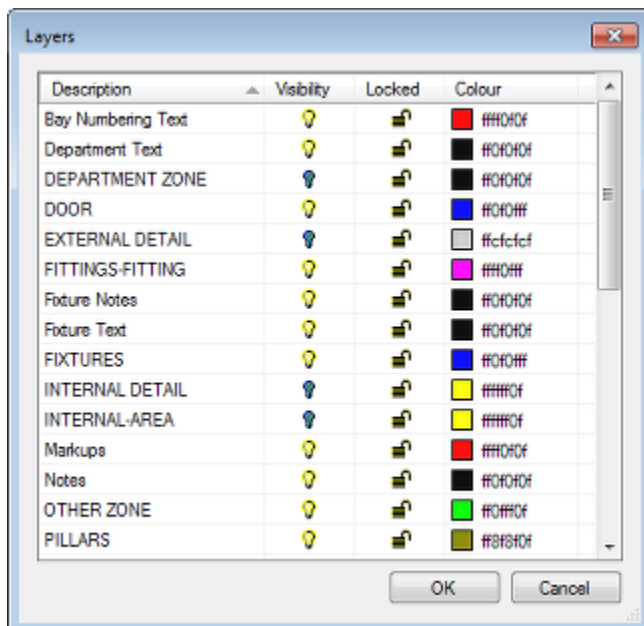 Layers
Description Visibility Locked Colour
Bay Numbering Text ffff0f0f
Department Text ff0f0f0f
DEPARTMENT ZONE ff0f0f0f
DOOR ff0f0fff
EXTERNAL DETAIL ffcfcfcf
FITTINGS-FITTING ffff0fff
Fixture Notes ff0f0f0f
Fixture Text ff0f0f0f
FIXTURES ff0f0fff
INTERNAL DETAIL ffffff0f
INTERNAL-AREA ffffff0f
Markups ffff0f0f
Notes ff0f0f0f
OTHER ZONE ff0fff0f
PILLARS ff8f8f0f
OK Cancel